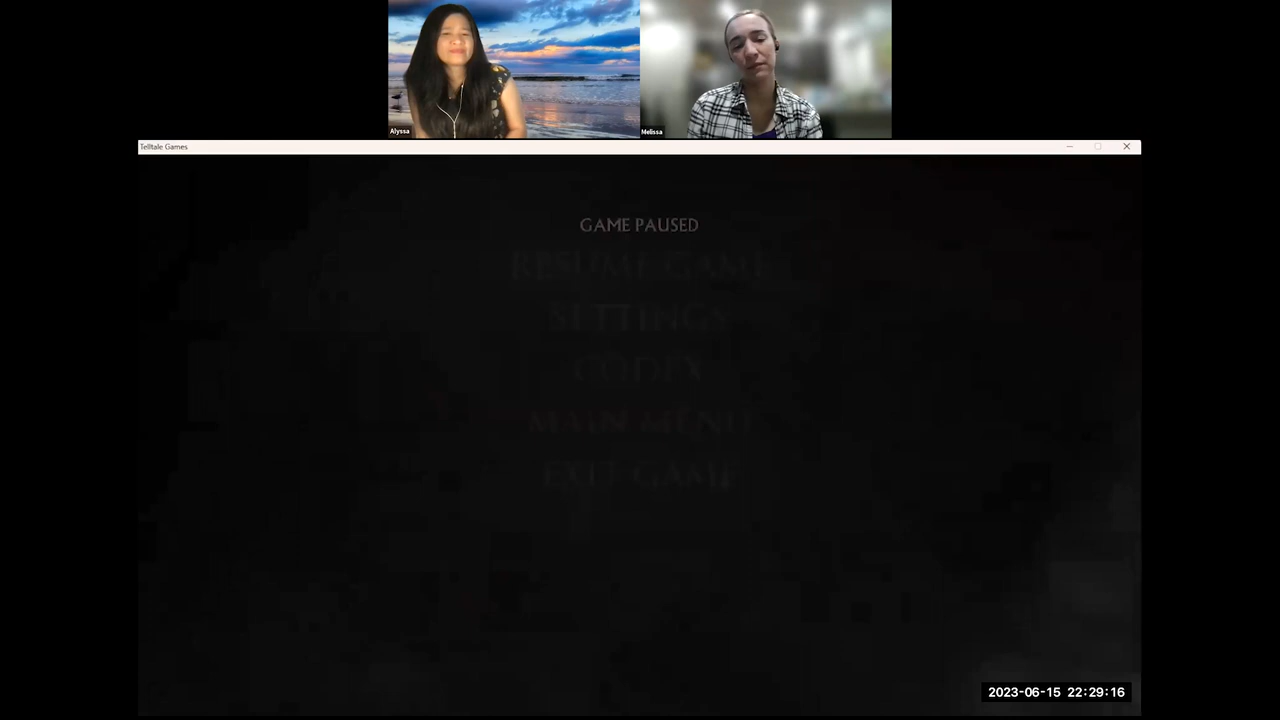 Alyssa
Melissa
Telltale Games
GAME PAUSED
RESUME GAME
SETTINGS
CODEX
MAIN MENU
EXIT GAME
2023-06-15 22:29:16